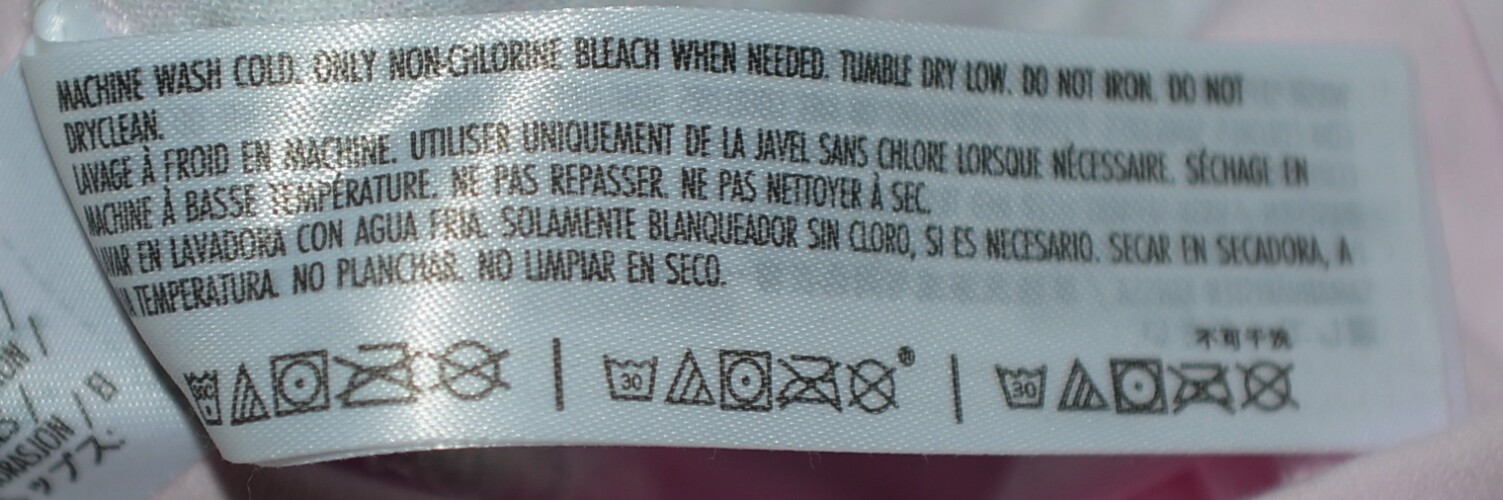 MACHINE WASH COLD. ONLY NON-CHLORINE BLEACH WHEN NEEDED. TUMBLE DRY LOW. DO NOT IRON. DO NOT
DRYCLEAN.
LAVAGE À FROID EN MACHINE. UTILISER UNIQUEMENT DE LA JAVEL SANS CHLORE LORSQUE NÉCESSAIRE. SÉCHAGE EN
MACHINE À BASSE TEMPÉRATURE. NE PAS REPASSER. NE PAS NETTOYER À SEC.
EN LAVADORA CON AGUA FRIA. SOLAMENTE BLANQUEADOR SIN CLORO, SI ES NECESARIO. SECAR EN SECADORA, A
TEMPERATURA. NO PLANCHAR. NO LIMPIAR EN SECO.
不可干洗
30 ® 30